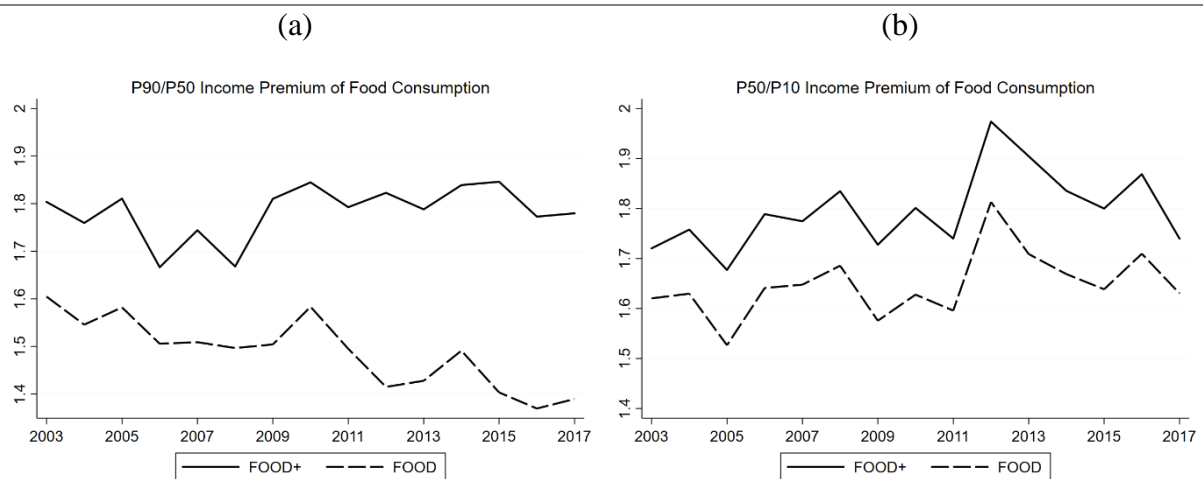 (a)
P90/P50 Income Premium of Food Consumption
2
1.9
1.8
1.7
1.6
1.5
1.4
2003 2005 2007 2009 2011 2013 2015 2017
FOOD+ FOOD
(b)
P50/P10 Income Premium of Food Consumption
2
1.9
1.8
1.7
1.6
1.5
1.4
2003 2005 2007 2009 2011 2013 2015 2017
FOOD+ FOOD